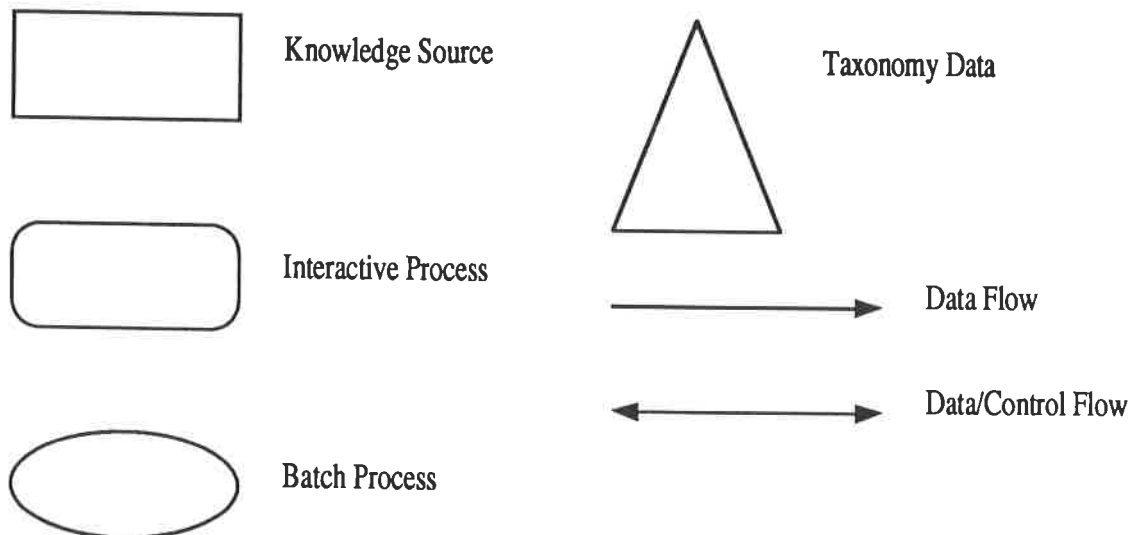 Knowledge Source
Taxonomy Data
Interactive Process
Data Flow
Data/Control Flow
Batch Process